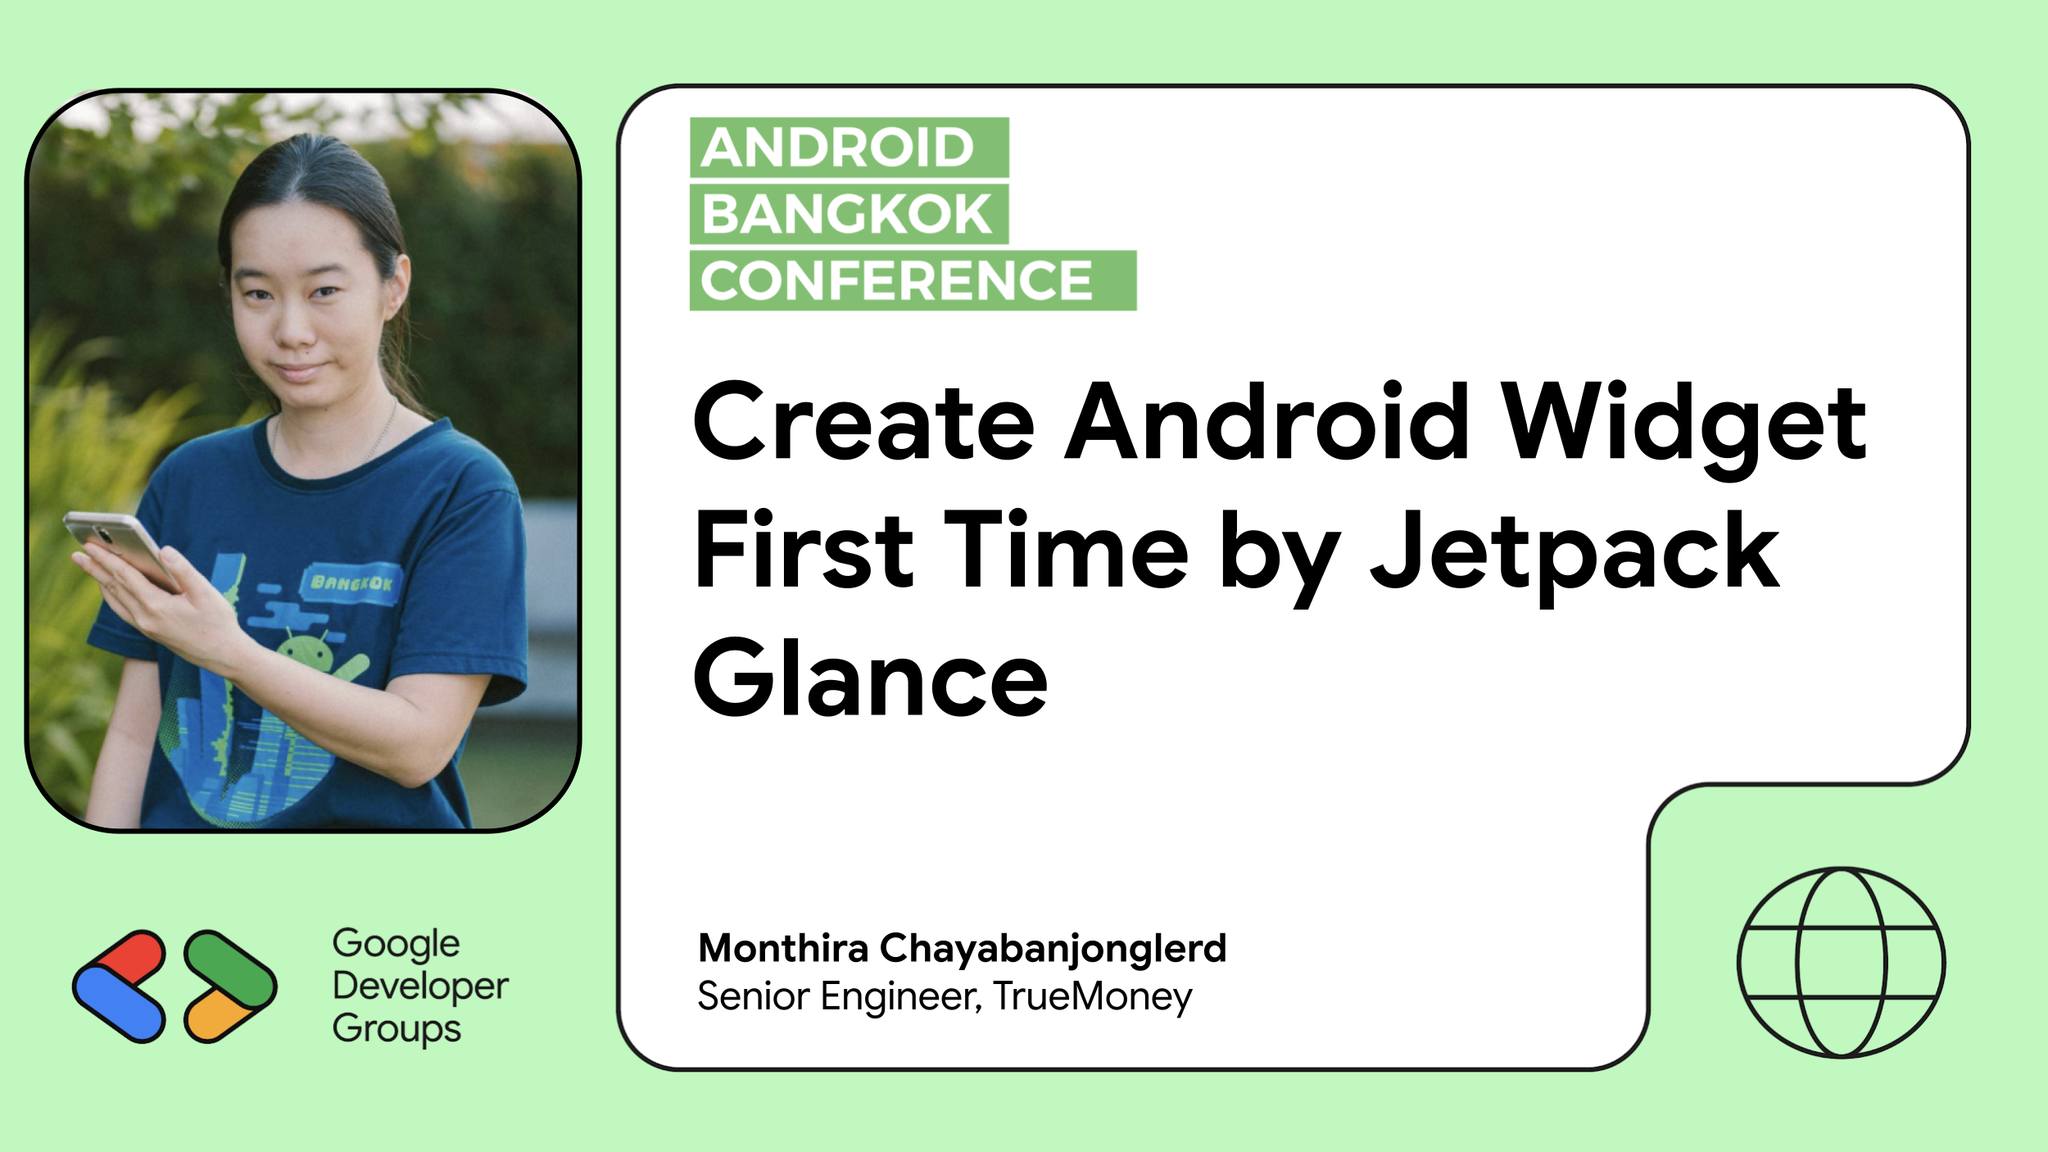 ANDROID
BANGKOK
CONFERENCE
Create Android Widget
First Time by Jetpack
Glance
Monthira Chayabanjonglerd
Senior Engineer, TrueMoney
BANGKOK
Google
Developer
Groups